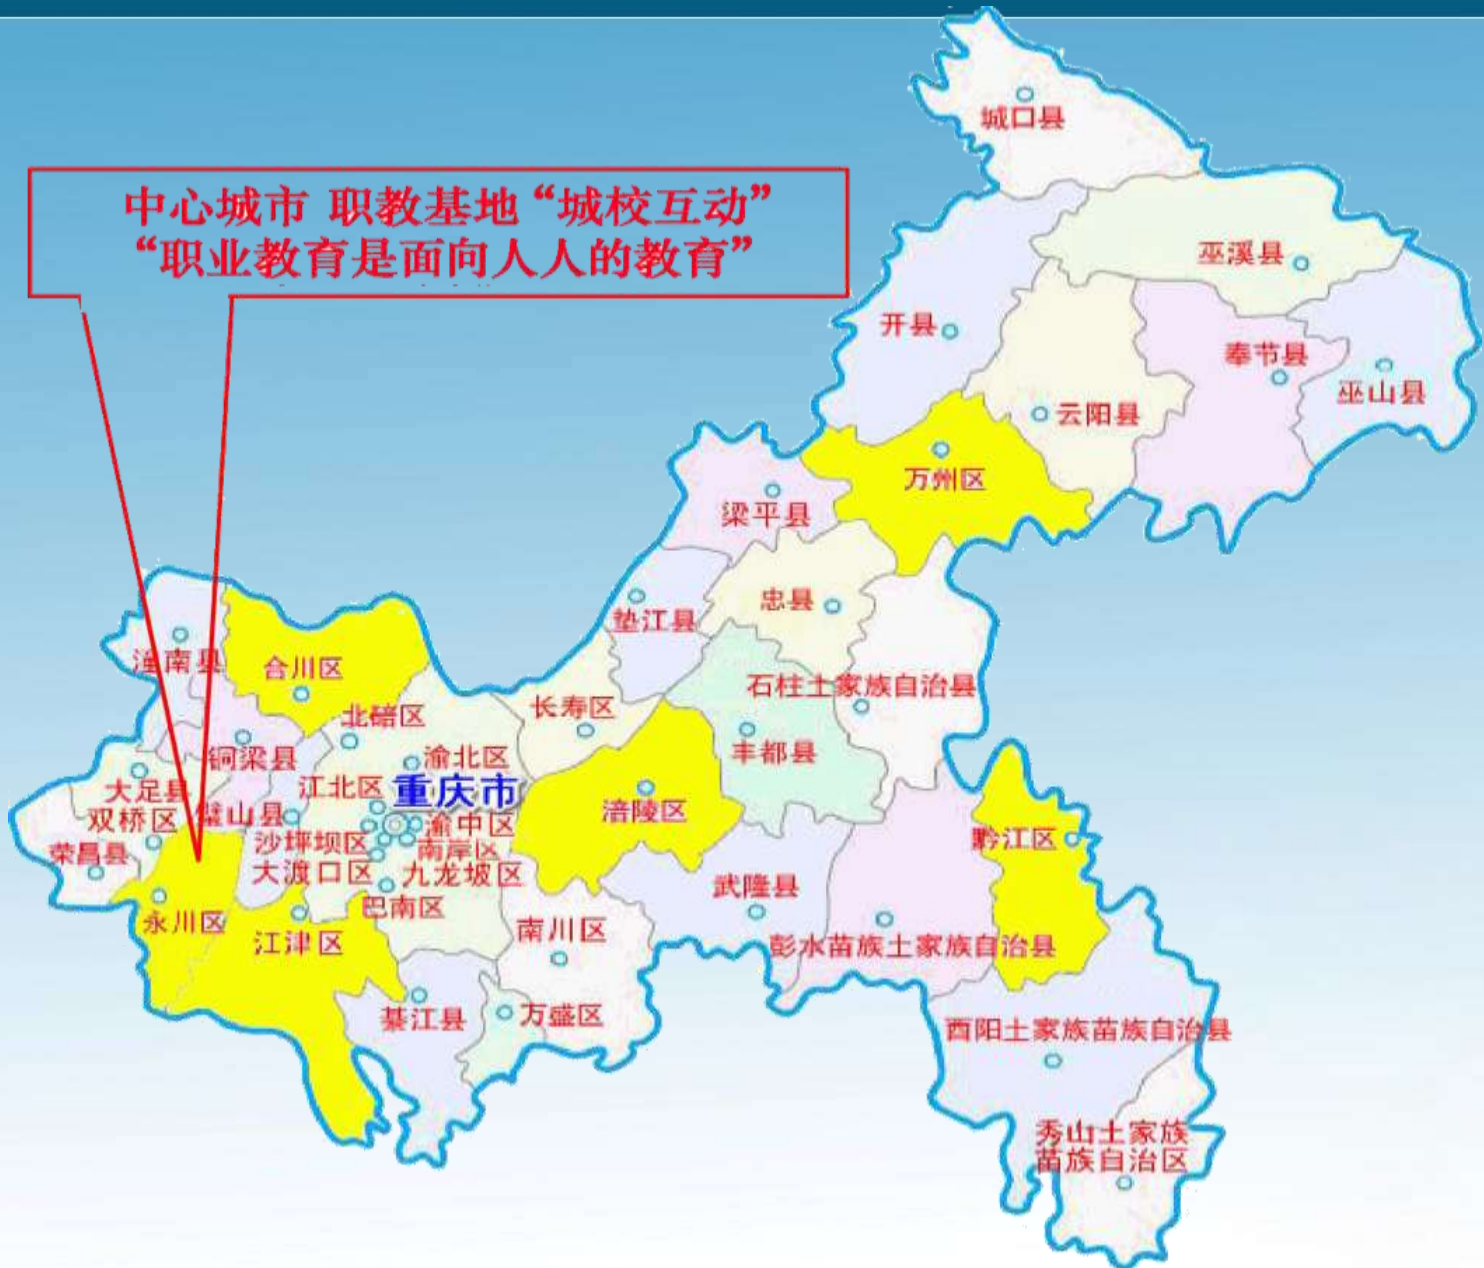 中心城市 职教基地“城校互动”
“职业教育是面向人人的教育”
城口县
巫溪县
开县
奉节县
巫山县
云阳县
万州区
梁平县
忠县
垫江县
潼南县
合川区
石柱土家族自治县
长寿区
北碚区
铜梁县
渝北区
丰都县
江北区
重庆市
大足县
涪陵区
双桥区
璧山县
渝中区
沙坪坝区
黔江区
南岸区
荣昌县
大渡口区
九龙坡区
武隆县
巴南区
永川区
南川区
江津区
彭水苗族土家族自治县
綦江县
万盛区
酉阳土家族苗族自治县
秀山土家族
苗族自治区